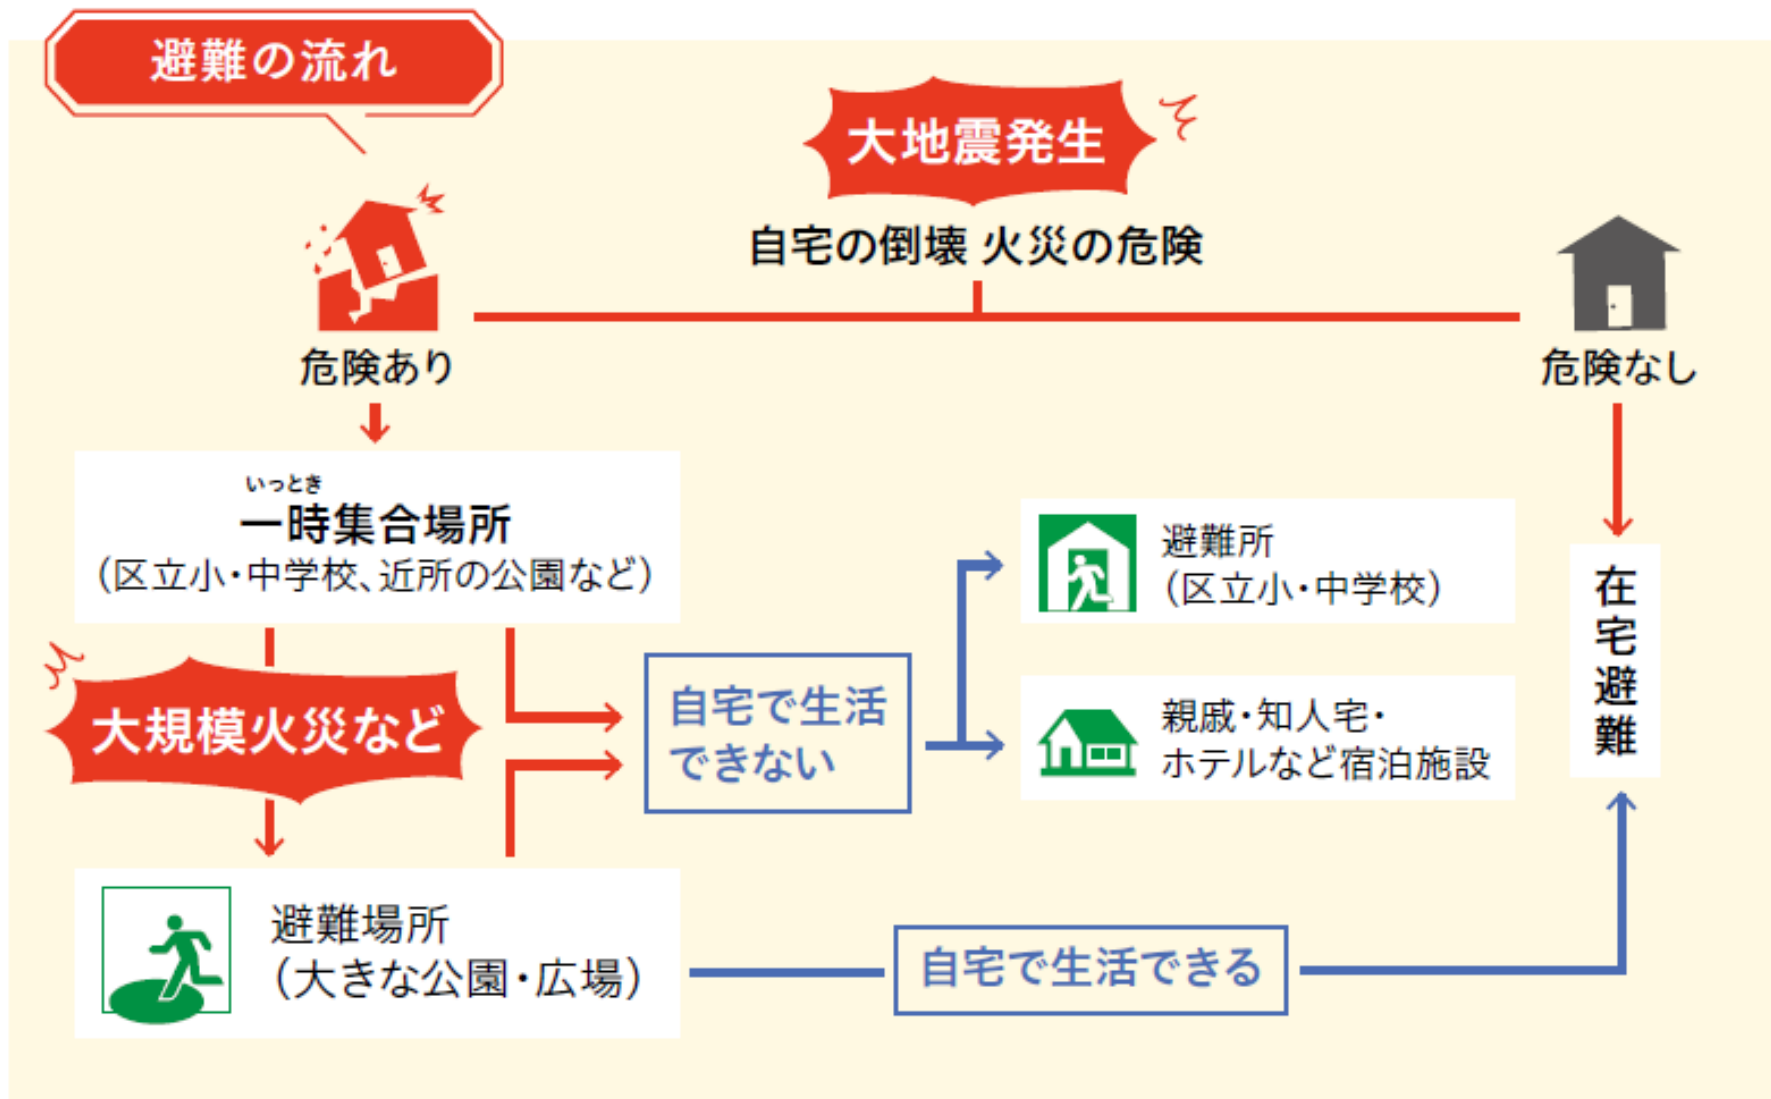 避難の流れ
大地震発生
自宅の倒壊 火災の危険
危険あり
危険なし
いっとき
一時集合場所
（区立小・中学校、近所の公園など）
大規模火災など
自宅で生活
できない
避難所
（区立小・中学校）
親戚・知人宅・
ホテルなど宿泊施設
在宅避難
避難場所
（大きな公園・広場）
自宅で生活できる